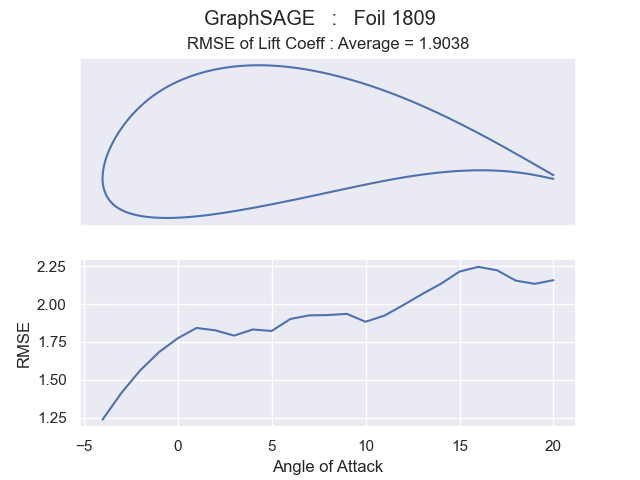 GraphSAGE : Foil 1809
RMSE of Lift Coeff : Average = 1.9038
2.25
2.00
1.75
1.50
1.25
RMSE
−5 0 5 10 15 20
Angle of Attack